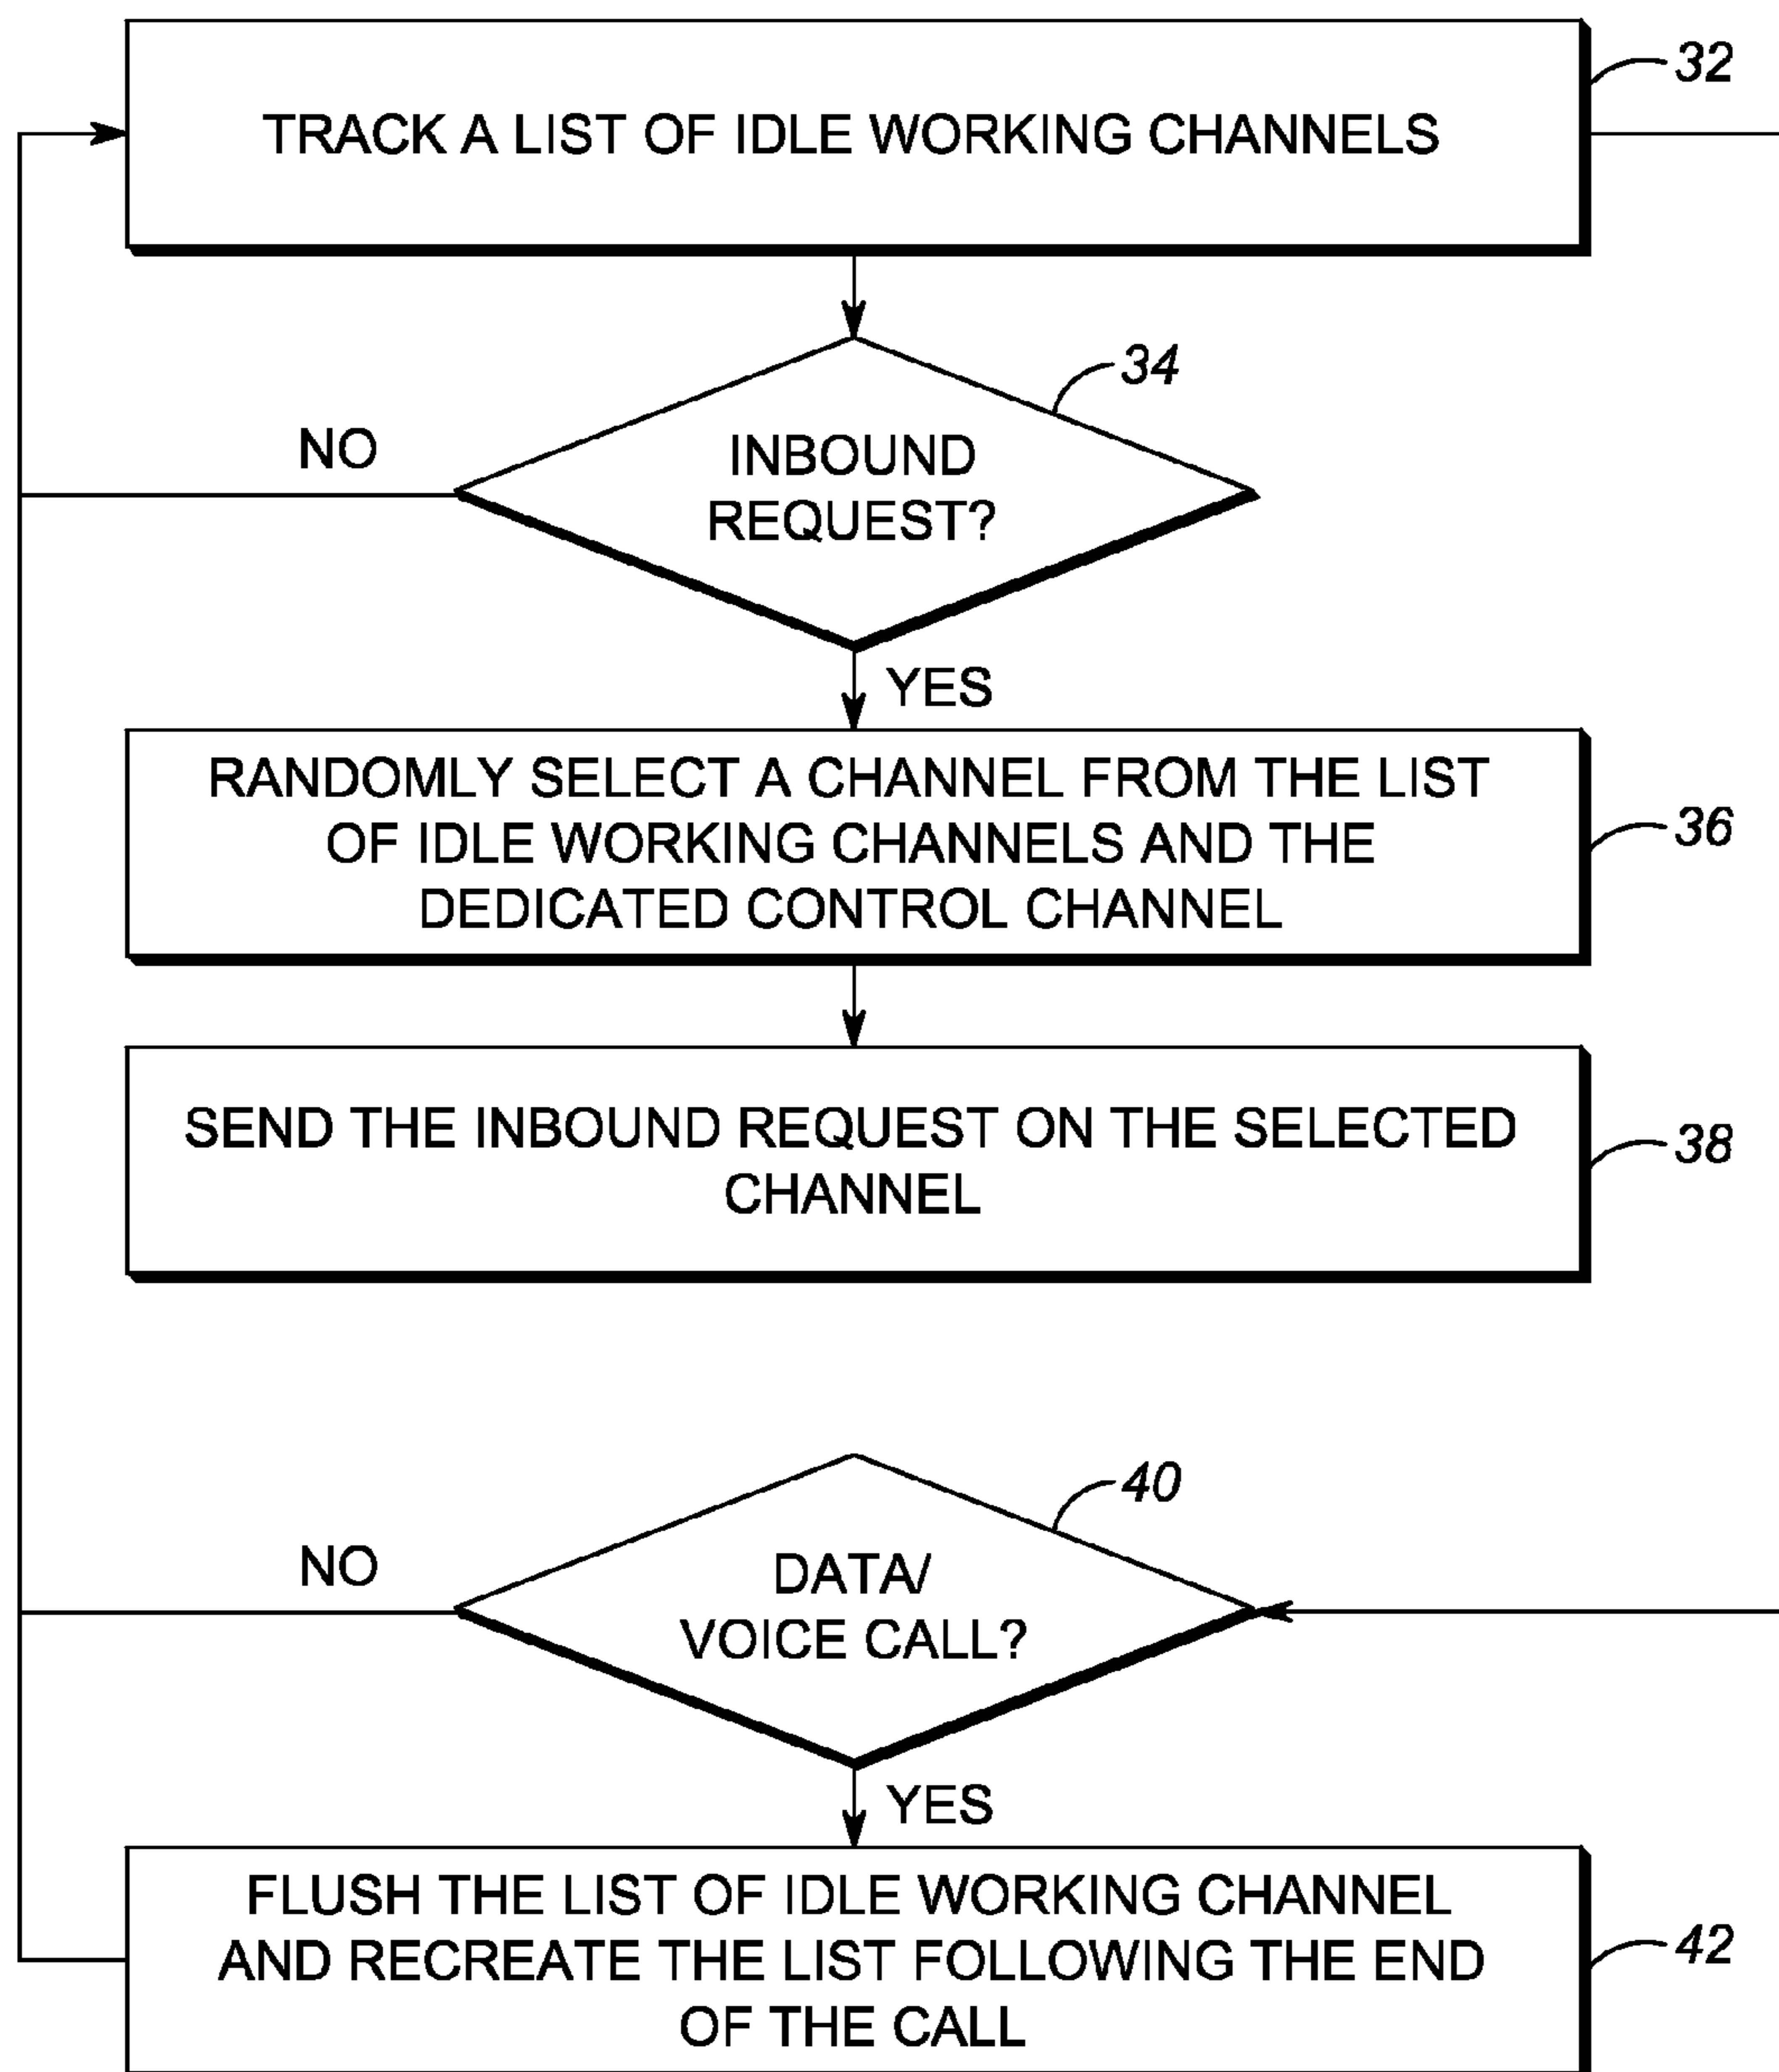 32
TRACK A LIST OF IDLE WORKING CHANNELS
34
NO
INBOUND
REQUEST?
YES
RANDOMLY SELECT A CHANNEL FROM THE LIST
OF IDLE WORKING CHANNELS AND THE
DEDICATED CONTROL CHANNEL
36
SEND THE INBOUND REQUEST ON THE SELECTED
CHANNEL
38
40
NO
DATA/
VOICE CALL?
YES
FLUSH THE LIST OF IDLE WORKING CHANNEL
AND RECREATE THE LIST FOLLOWING THE END
OF THE CALL
42